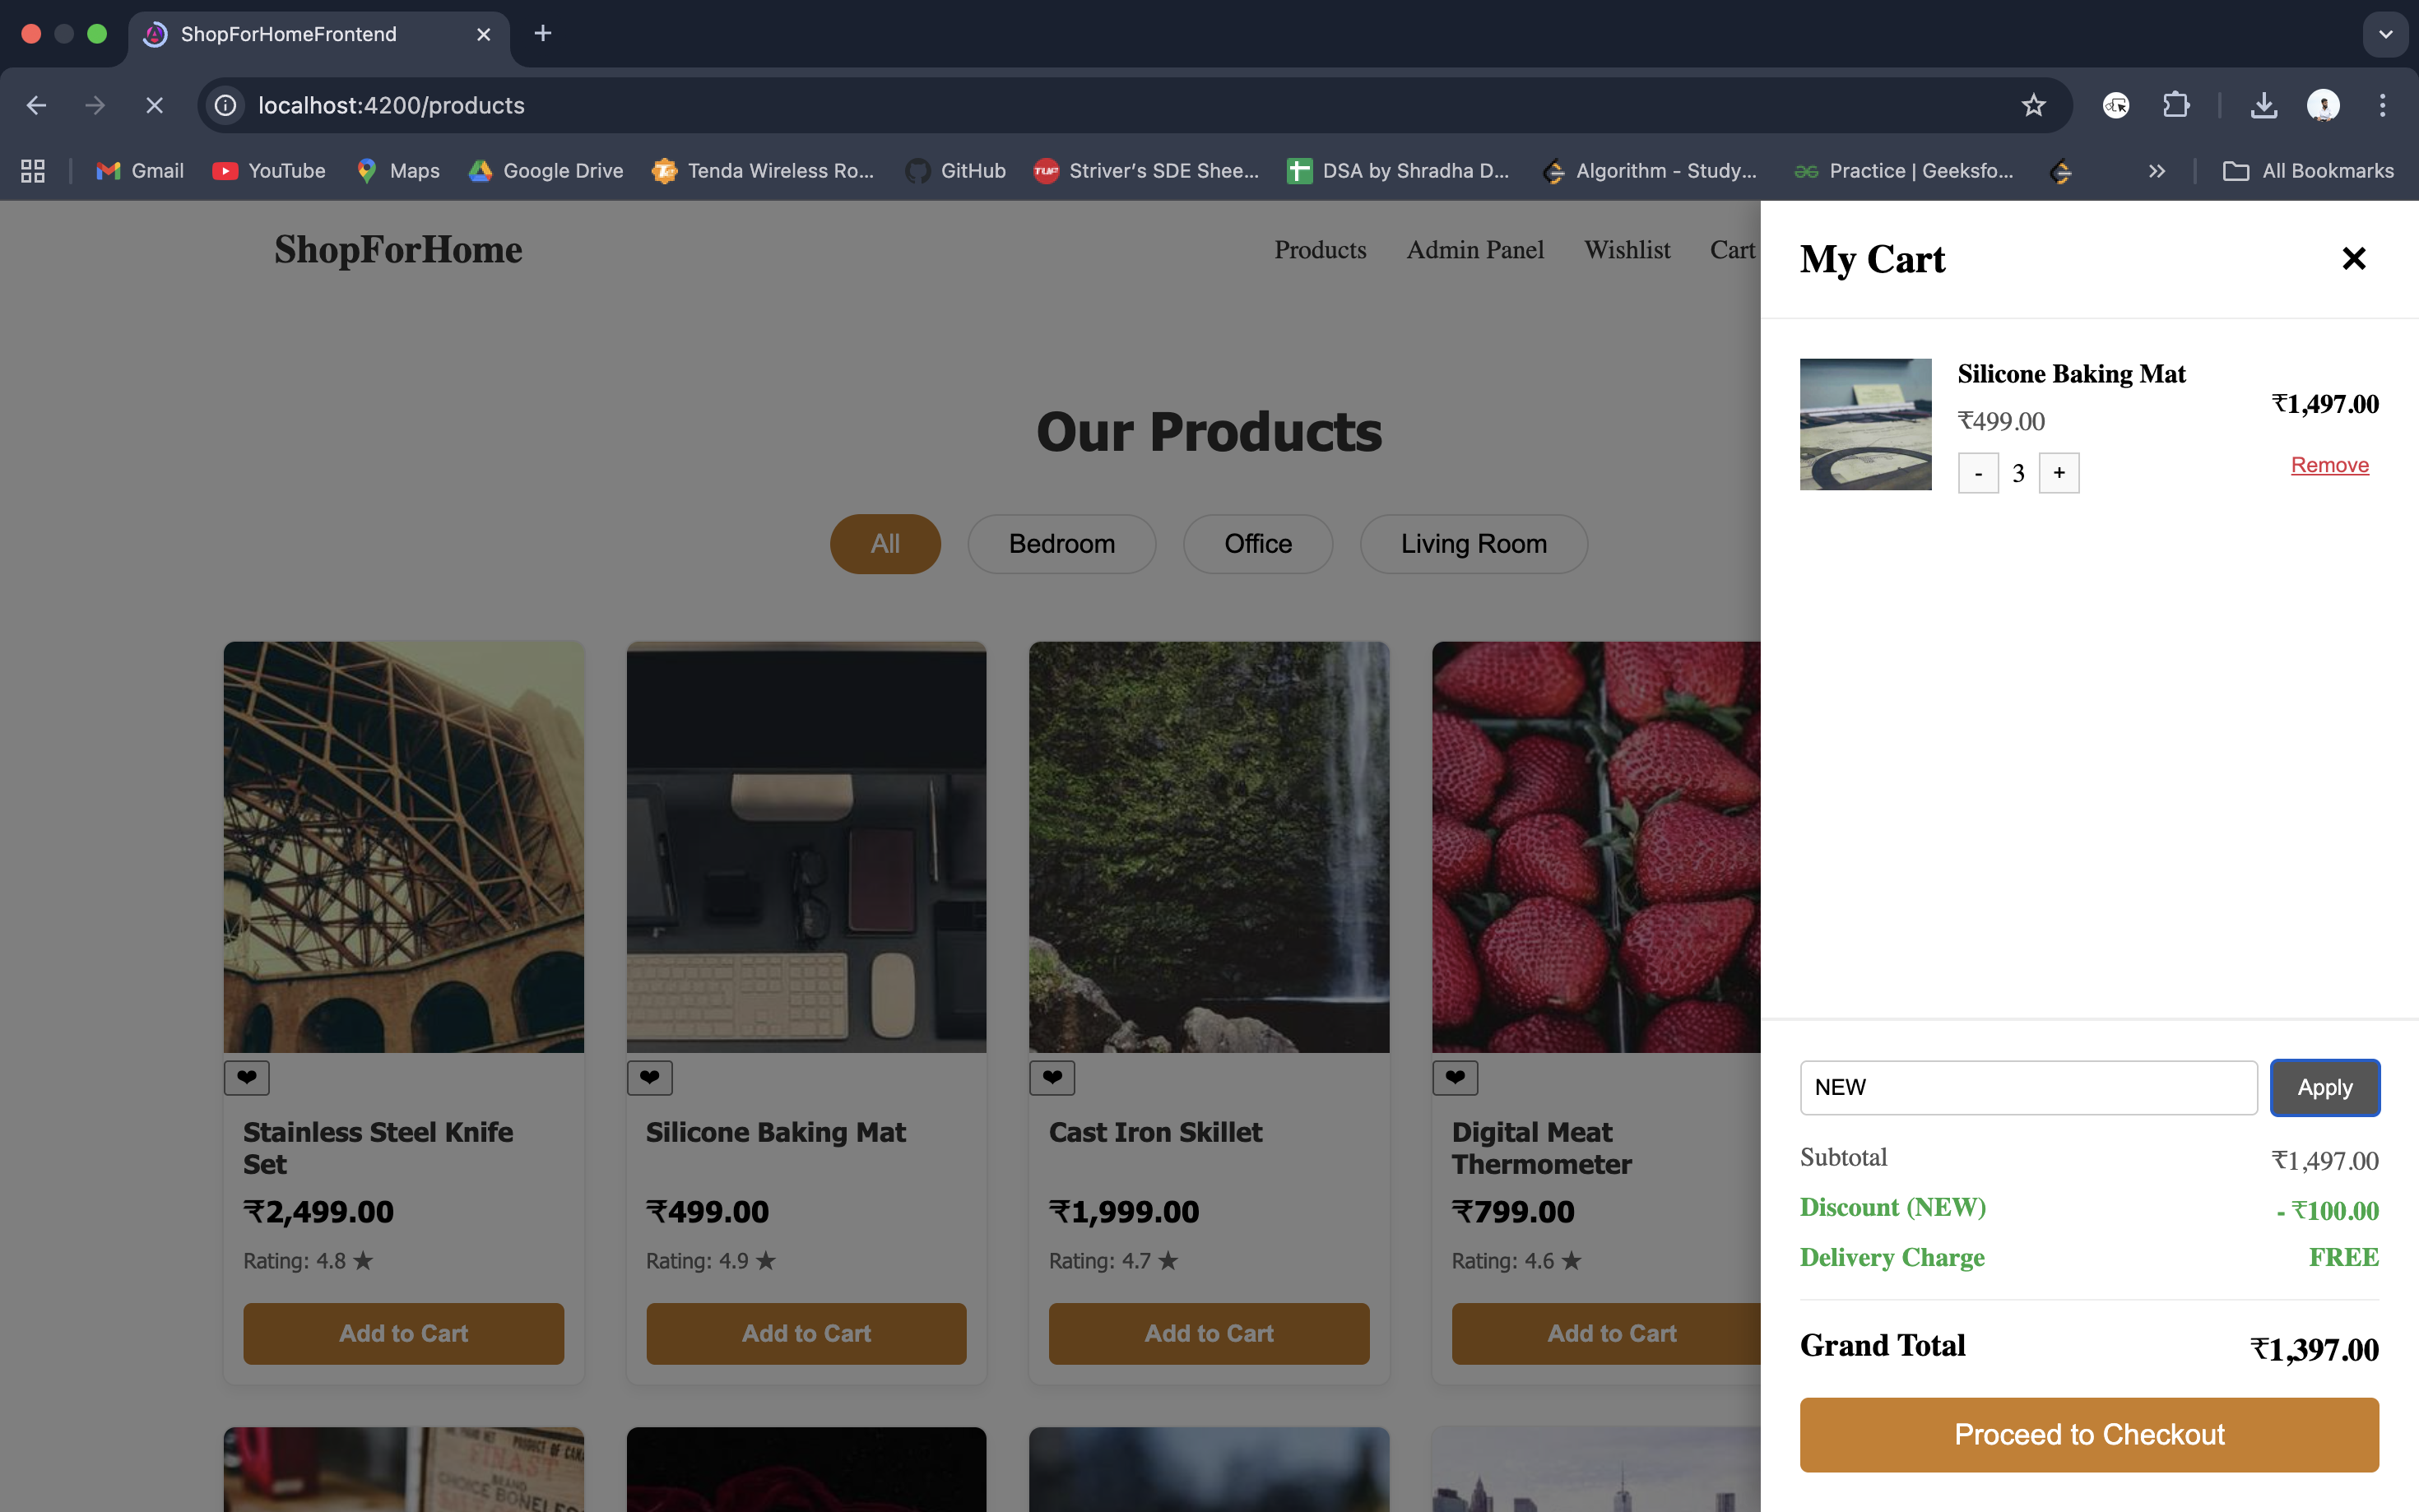 ShopForHomeFrontend
localhost:4200/products
Gmail YouTube Maps Google Drive Tenda Wireless Ro... GitHub Striver's SDE Shee... DSA by Shradha D... Algorithm - Study... Practice | Geeksfo... All Bookmarks
ShopForHome
Products Admin Panel Wishlist Cart
Our Products
All Bedroom Office Living Room
Stainless Steel Knife
Set
₹2,499.00
Rating: 4.8 ★
Add to Cart
Silicone Baking Mat
₹499.00
Rating: 4.9 ★
Add to Cart
Cast Iron Skillet
₹1,999.00
Rating: 4.7 ★
Add to Cart
Digital Meat
Thermometer
₹799.00
Rating: 4.6 ★
Add to Cart
FINAST
CHOICE
My Cart
Silicone Baking Mat
₹499.00
- 3 +
₹1,497.00
Remove
NEW Apply
Subtotal ₹1,497.00
Discount (NEW) - ₹100.00
Delivery Charge FREE
Grand Total ₹1,397.00
Proceed to Checkout